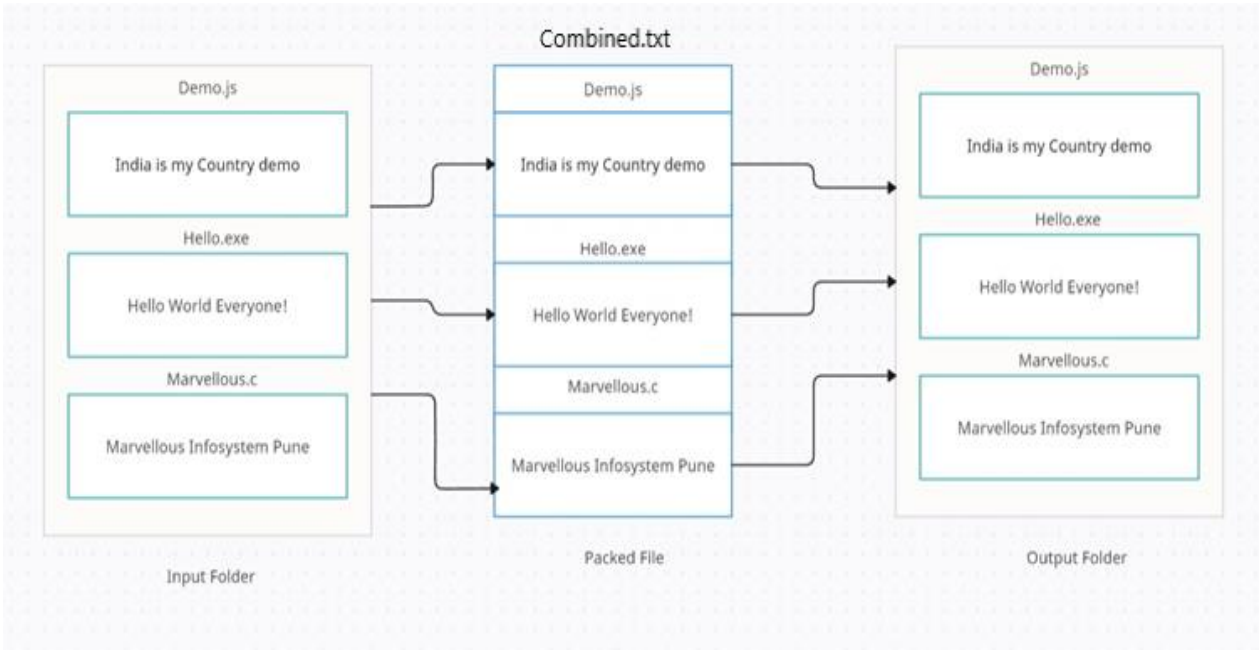 Demo.js
India is my Country demo
Hello.exe
Hello World Everyone!
Marvellous.c
Marvellous Infosystem Pune
Input Folder
Combined.txt
Demo.js
India is my Country demo
Hello.exe
Hello World Everyone!
Marvellous.c
Marvellous Infosystem Pune
Packed File
Demo.js
India is my Country demo
Hello.exe
Hello World Everyone!
Marvellous.c
Marvellous Infosystem Pune
Output Folder